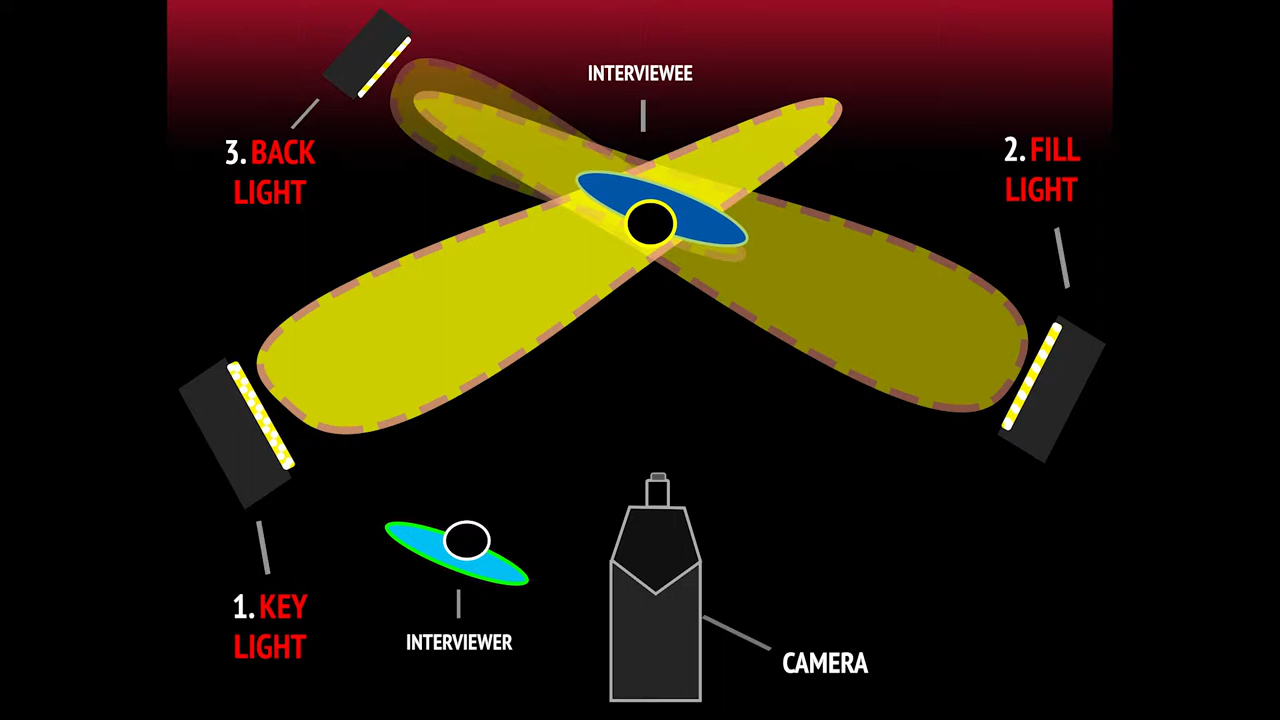 INTERVIEWEE
3. BACK
LIGHT
2. FILL
LIGHT
1. KEY
LIGHT
INTERVIEWER
CAMERA